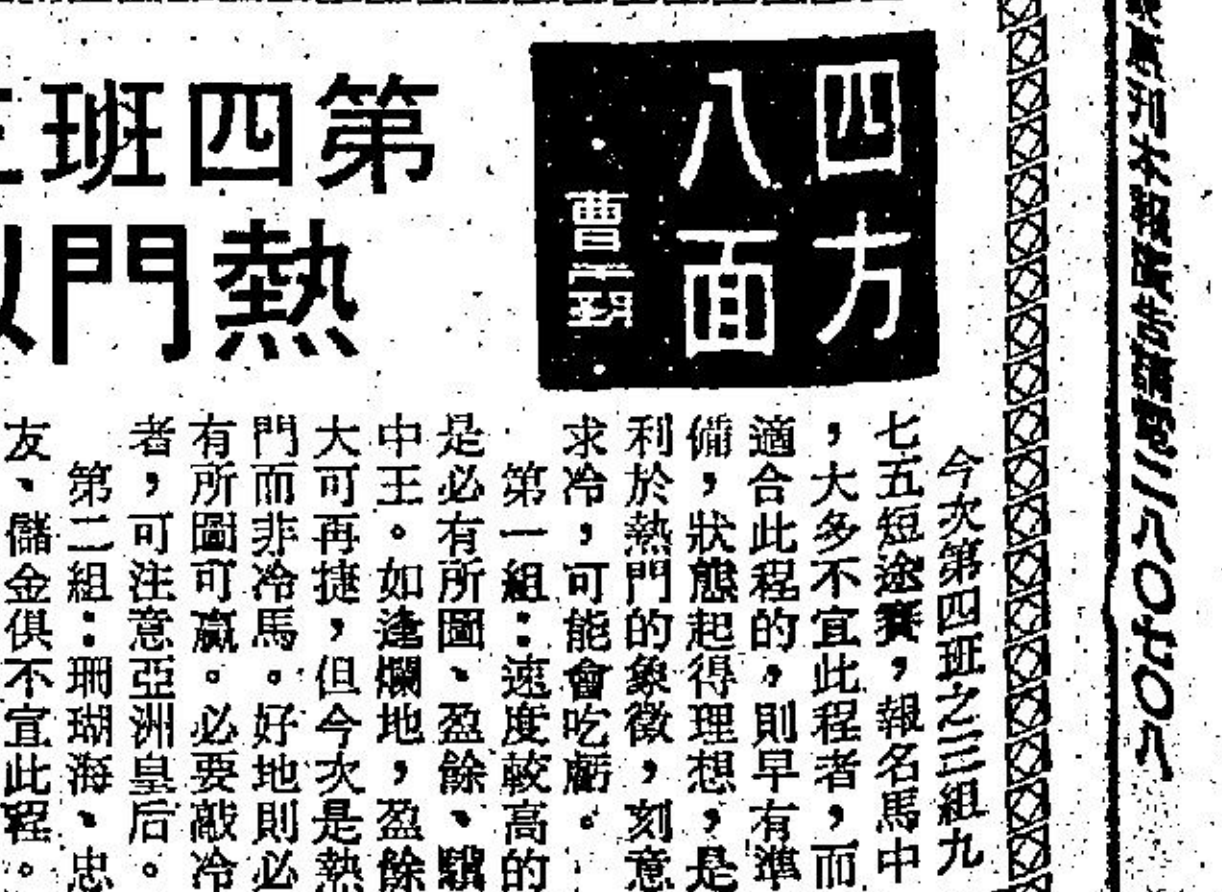 刊本報廣告請電二八〇七〇八
四方
八面
曹
第四班三
熱門
今次第四班之三組九
七五短途賽，報名馬中
，大多不宜此程者，而
適合此程的，則早有準
備，狀態起得理想，是
利於熱門的象徵，刻意
求冷，可能會吃虧。
第一組：速度較高的
是必有所圖、盈餘、驥
中王。如逢爛地，盈餘
大可再捷，但今次是熱
門而非冷馬。好地則必
有所圖可贏。必要敲冷
者，可注意亞洲皇后。
第二組：珊瑚海、忠
友、儲金俱不宜此程。